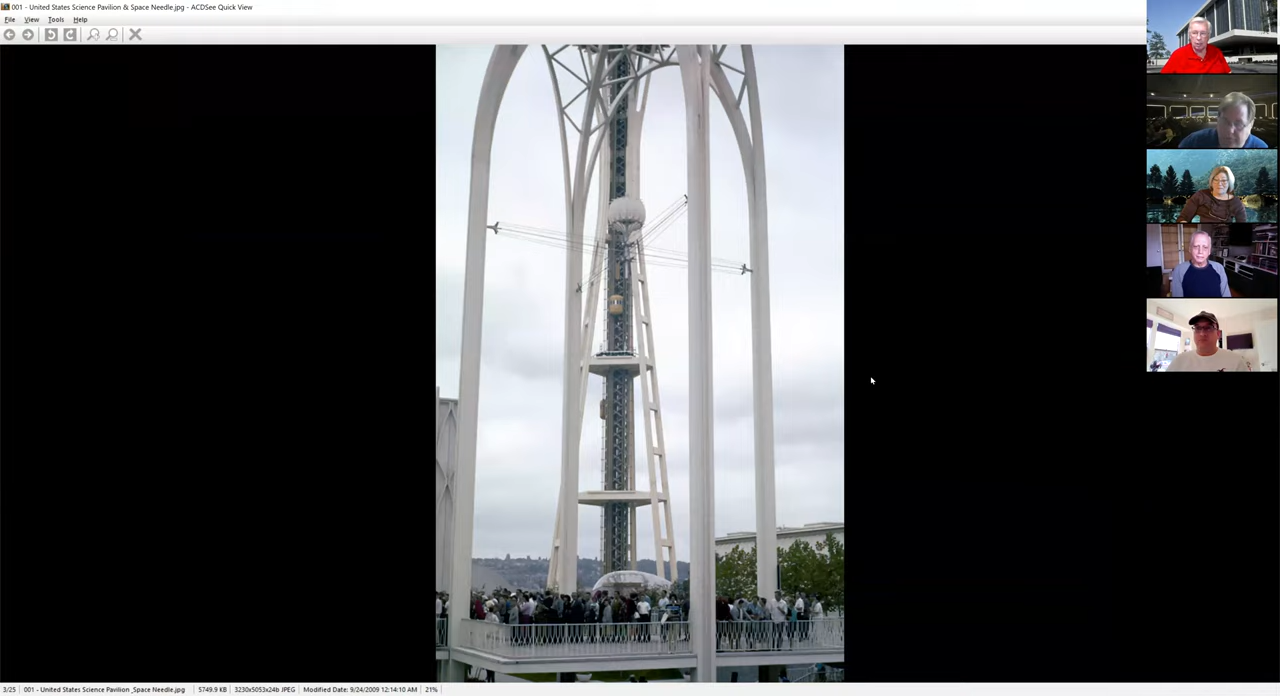 001 - United States Science Pavilion & Space Needle.jpg - ACDSee Quick View
File View Tools Help
3/25 001 - United States Science Pavilion _Space Needle.jpg 5749.9 KB 3230x5053x24b JPEG Modified Date: 9/24/2009 12:14:10 AM 21%